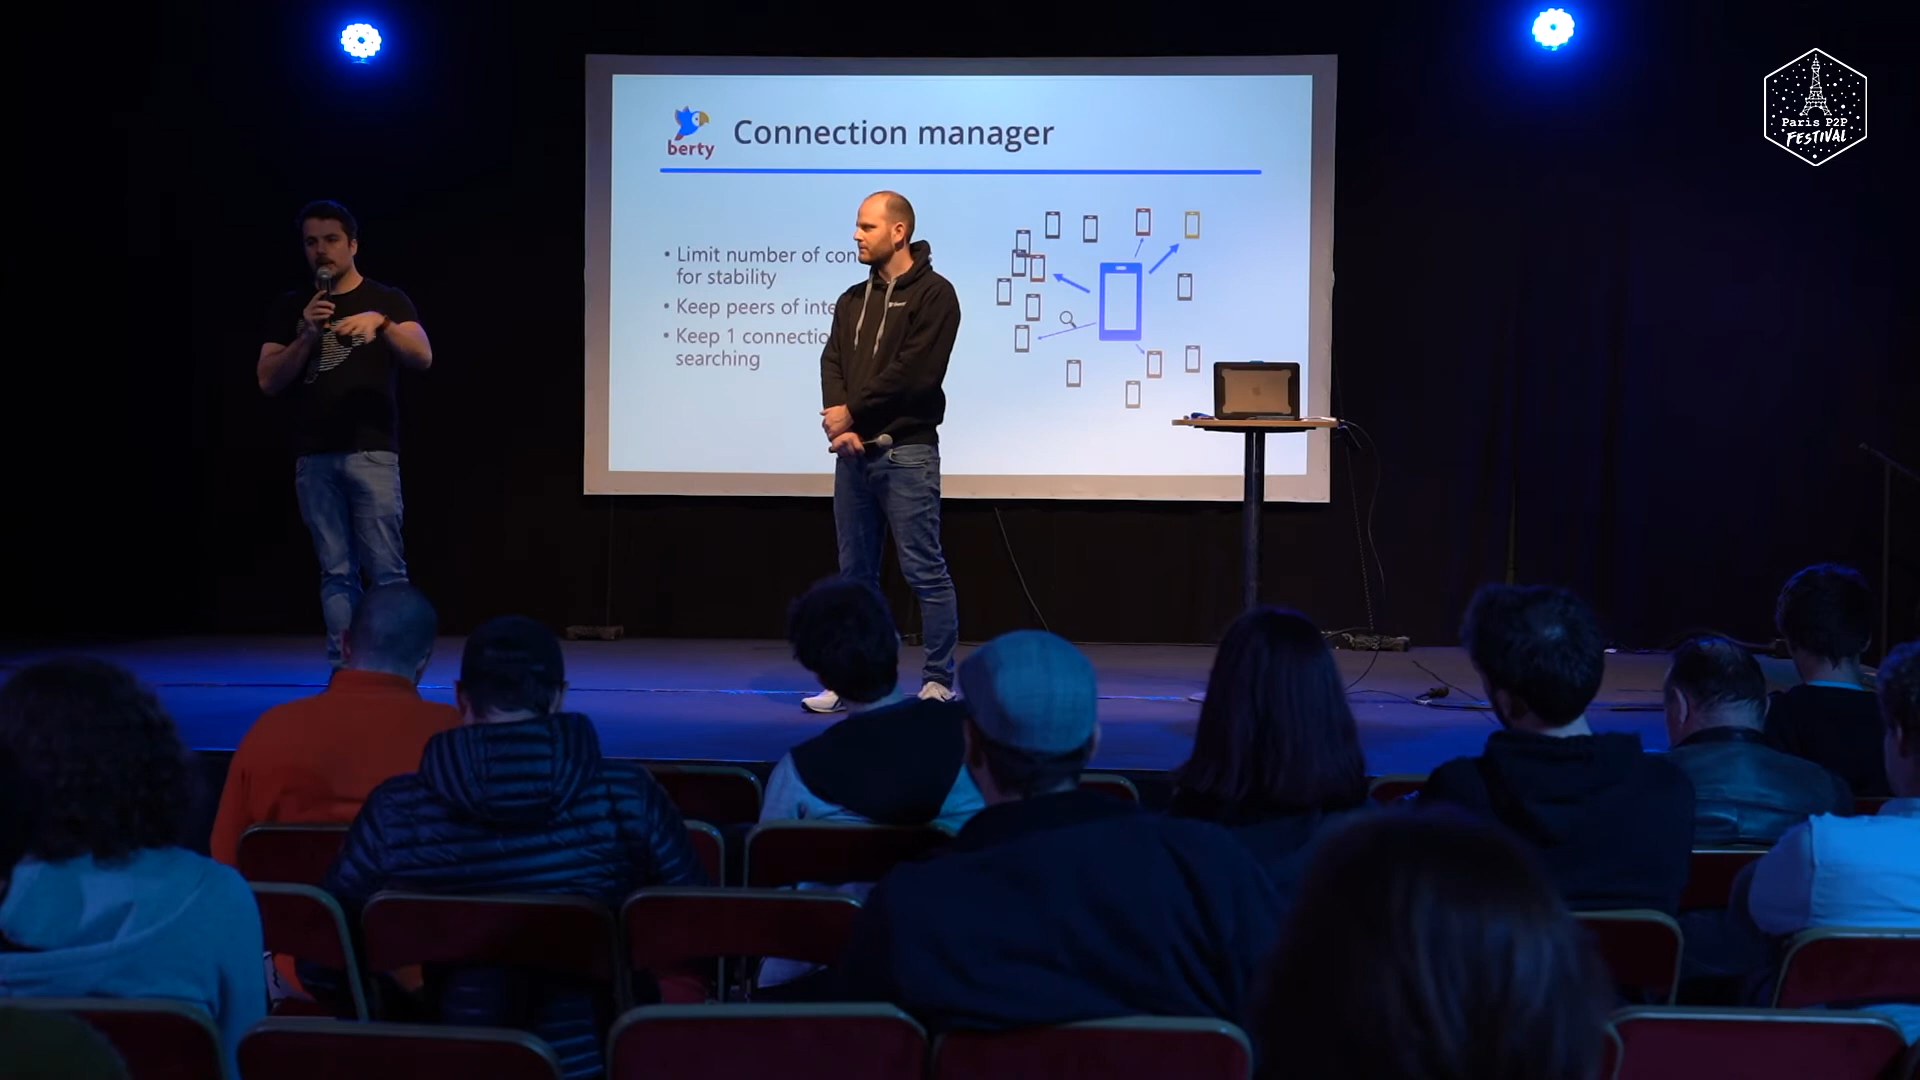 berty
Connection manager
• Limit number of con
for stability
• Keep peers of inte
• Keep 1 connectio
searching
Paris P2P
FESTIVAL